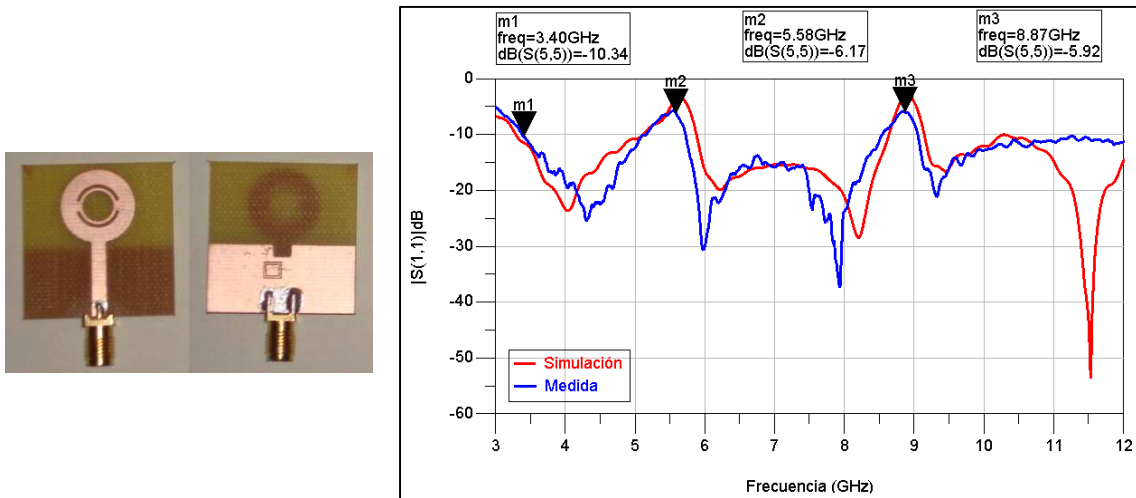 m1
freq=3.40GHz
dB(S(5,5))=-10.34
m2
freq=5.58GHz
dB(S(5,5))=-6.17
m3
freq=8.87GHz
dB(S(5,5))=-5.92
m1
m2
m3
0
-10
-20
-30
-40
-50
-60
|S(1,1)|dB
Simulación
Medida
3 4 5 6 7 8 9 10 11 12
Frecuencia (GHz)